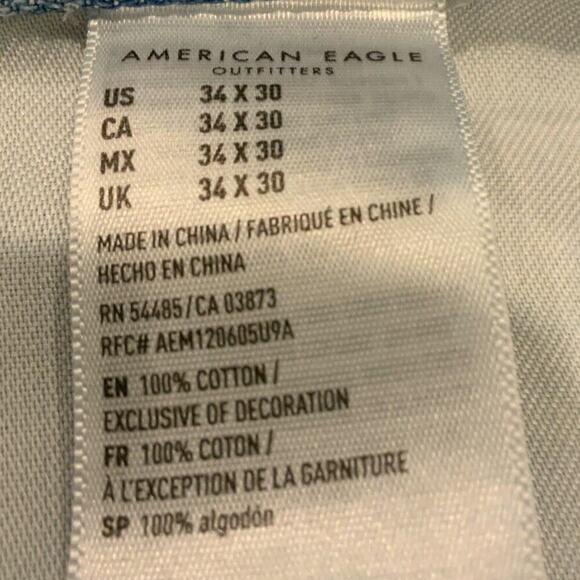 AMERICAN EAGLE
OUTFITTERS
US 34 X 30
CA 34 X 30
MX 34 X 30
UK 34 X 30
MADE IN CHINA / FABRIQUÉ EN CHINE /
HECHO EN CHINA
RN 54485/CA 03873
RFC# AEM120605U9A
EN 100% COTTON /
EXCLUSIVE OF DECORATION
FR 100% COTON /
À L'EXCEPTION DE LA GARNITURE
SP 100% algodón